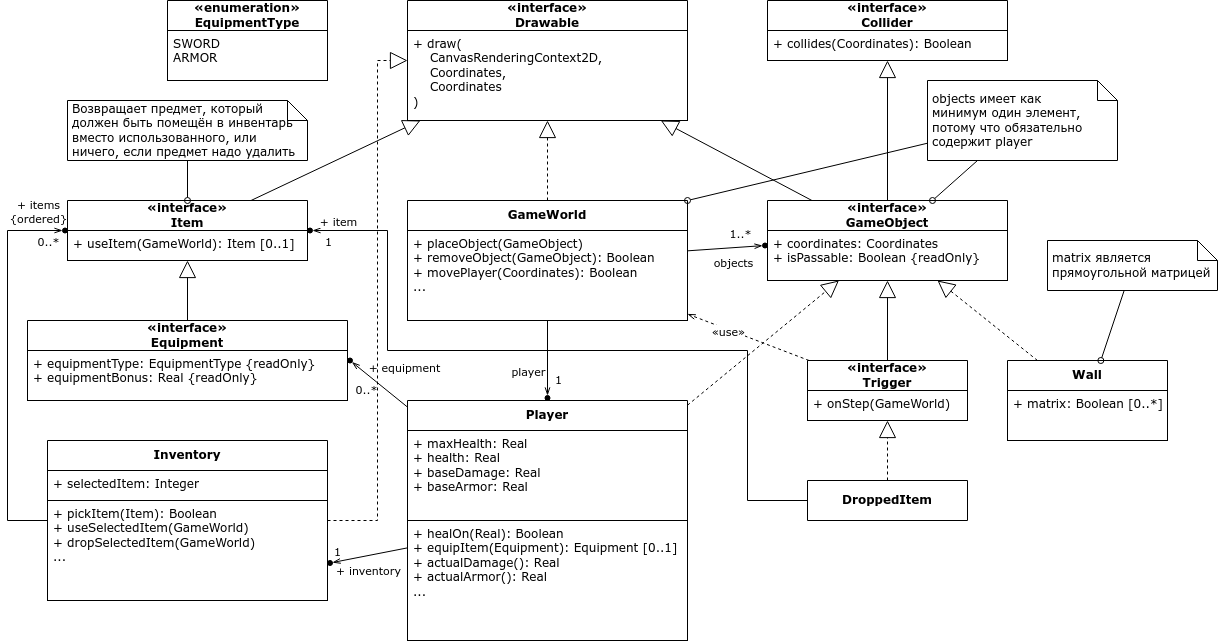 «enumeration»
EquipmentType
SWORD
ARMOR
«interface»
Drawable
+ draw(
CanvasRenderingContext2D,
Coordinates,
Coordinates
)
«interface»
Collider
+ collides(Coordinates): Boolean
Возвращает предмет, который
должен быть помещён в инвентарь
вместо использованного, или
ничего, если предмет надо удалить
objects имеет как
минимум один элемент,
потому что обязательно
содержит player
+ items
{ordered}
0..*
«interface»
Item
+ useItem(GameWorld): Item [0..1]
+ item
1
GameWorld
+ placeObject(GameObject)
+ removeObject(GameObject): Boolean
+ movePlayer(Coordinates): Boolean
...
1..*
objects
«interface»
GameObject
+ coordinates: Coordinates
+ isPassable: Boolean {readOnly}
matrix является
прямоугольной матрицей
«interface»
Equipment
+ equipmentType: EquipmentType {readOnly}
+ equipmentBonus: Real {readOnly}
+ equipment
0..*
player
1
«use»
«interface»
Trigger
+ onStep(GameWorld)
Wall
+ matrix: Boolean [0..*]
Inventory
+ selectedItem: Integer
+ pickItem(Item): Boolean
+ useSelectedItem(GameWorld)
+ dropSelectedItem(GameWorld)
...
1
+ inventory
Player
+ maxHealth: Real
+ health: Real
+ baseDamage: Real
+ baseArmor: Real
+ healOn(Real): Boolean
+ equipItem(Equipment): Equipment [0..1]
+ actualDamage(): Real
+ actualArmor(): Real
...
DroppedItem